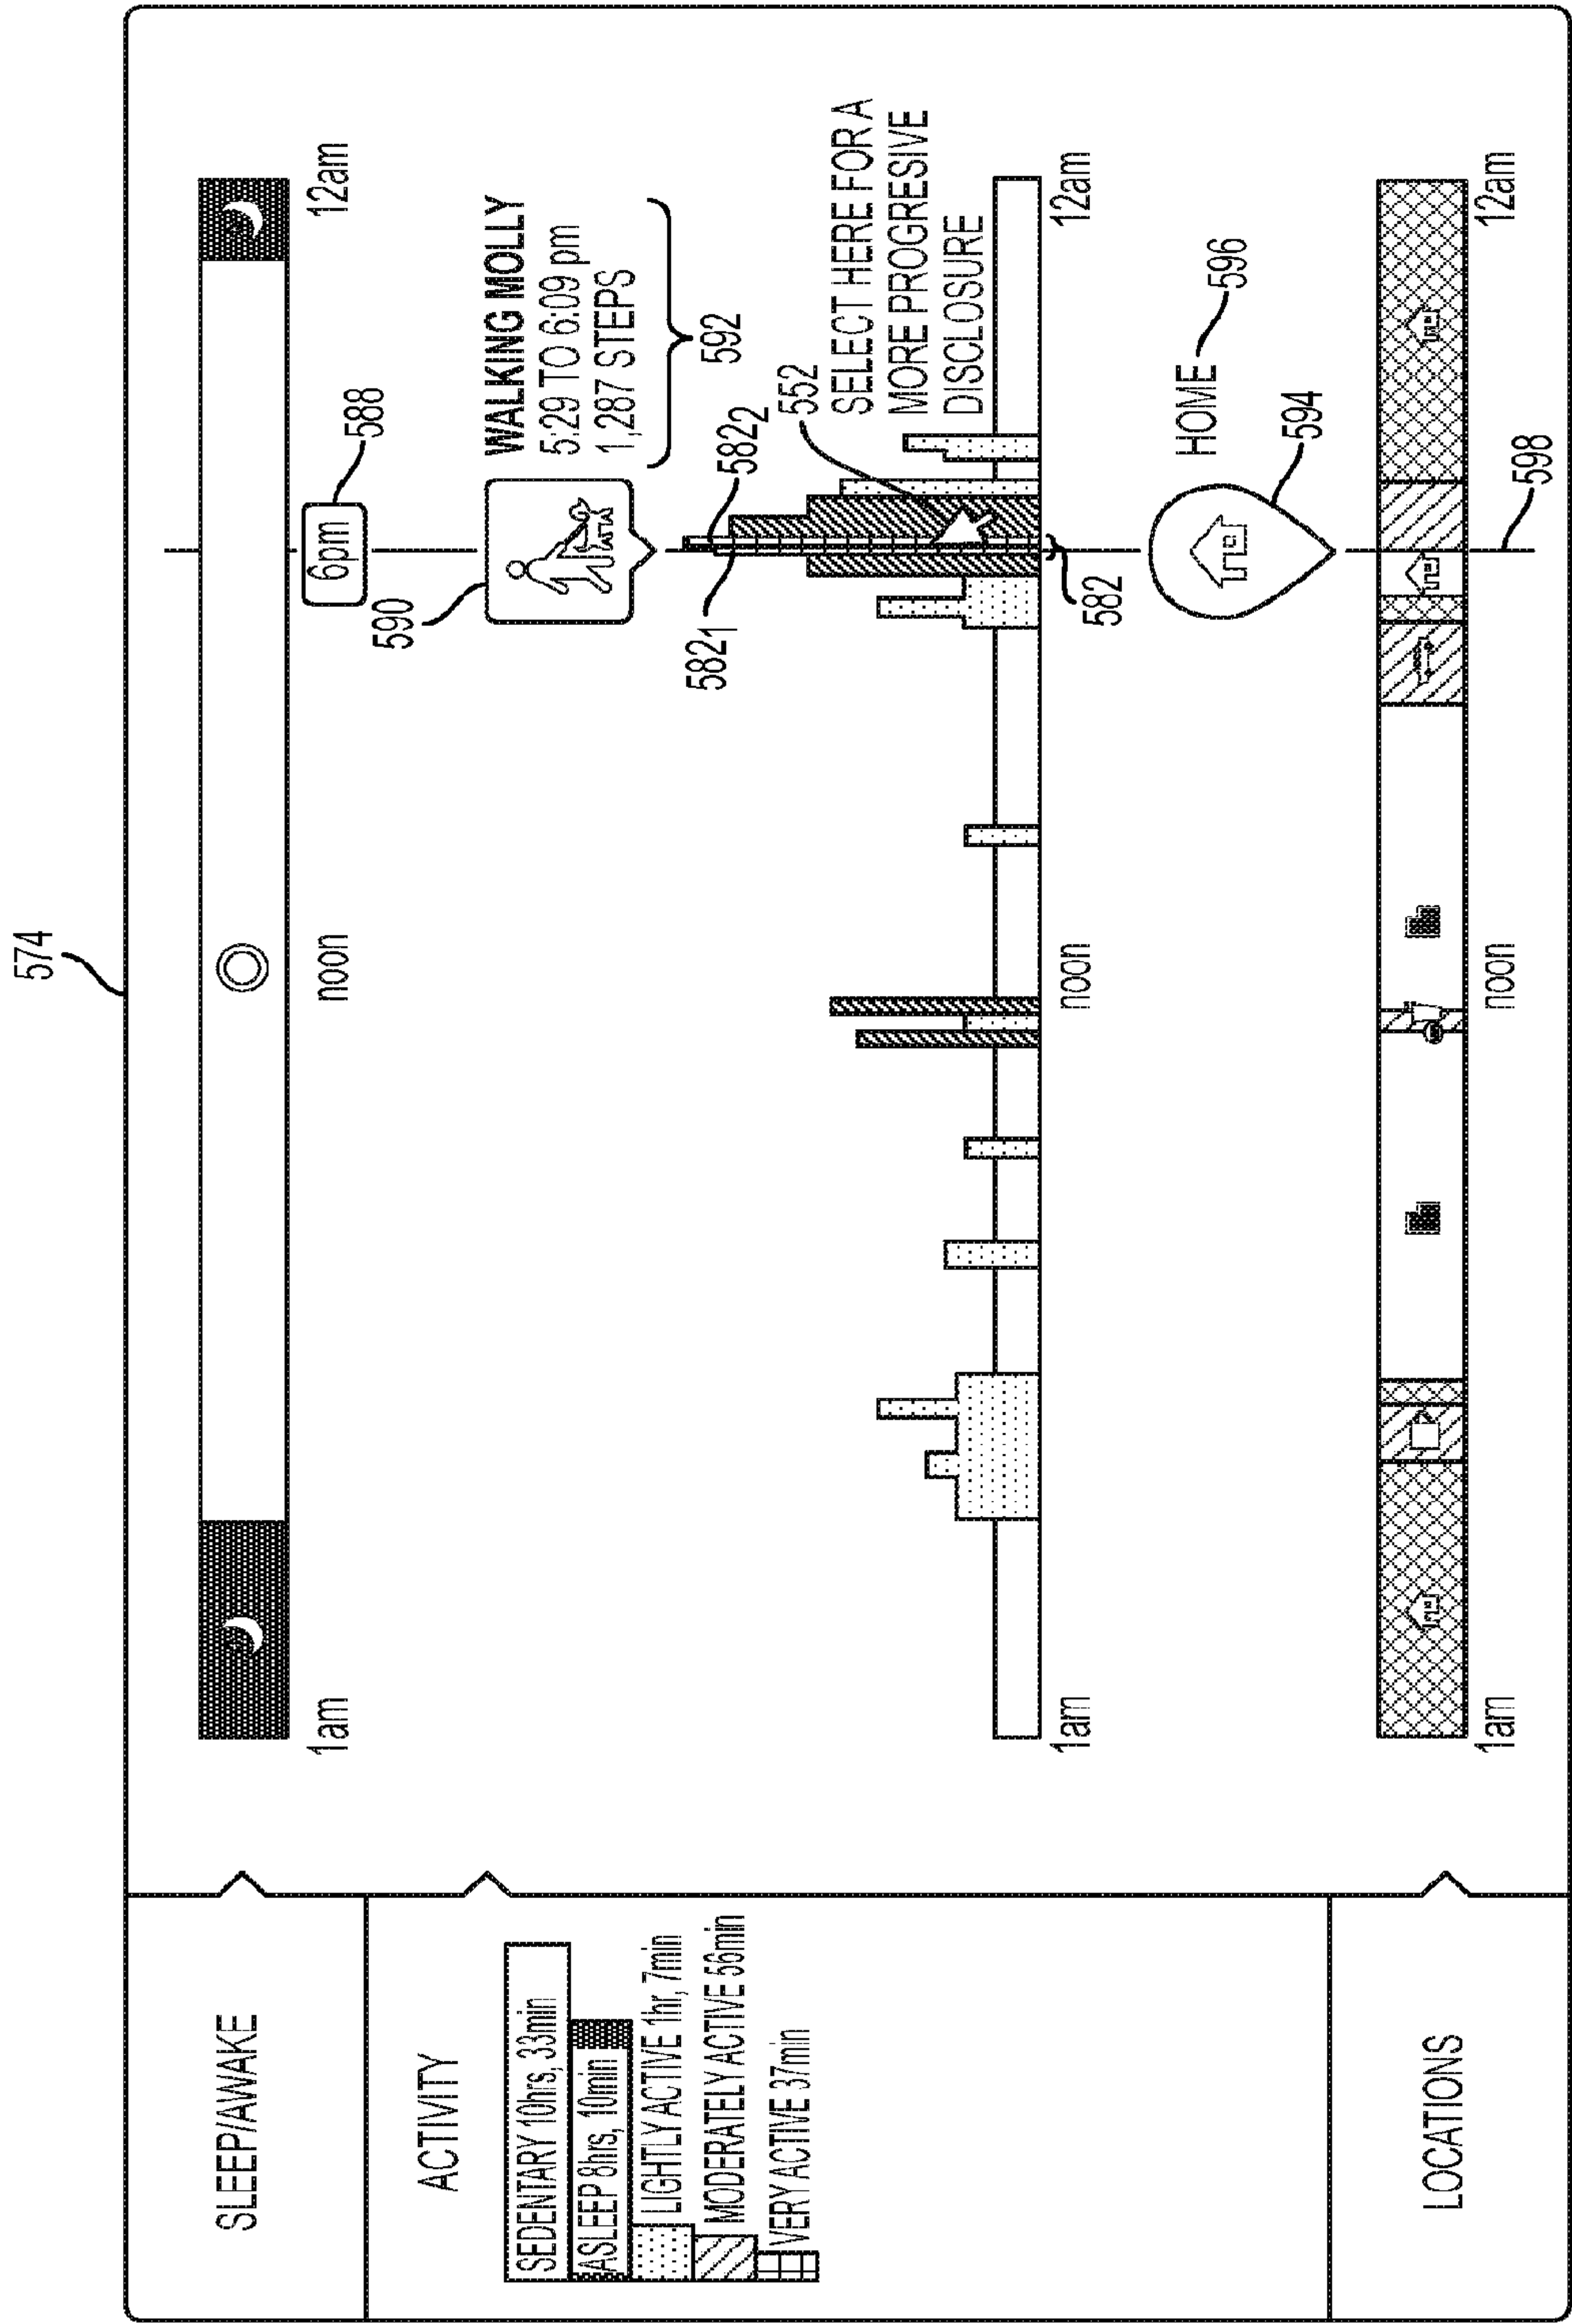 574
SLEEP/AWAKE
1am
noon
12am
6pm
588
ACTIVITY
SEDENTARY 10hrs, 33min
ASLEEP 8hrs, 10min
LIGHTLY ACTIVE 1hr, 7min
MODERATELY ACTIVE 56min
VERY ACTIVE 37min
590
WALKING MOLLY
5:29 TO 6:09 pm
1,287 STEPS
592
582₁
582₂
552
SELECT HERE FOR A
MORE PROGRESIVE
DISCLOSURE
1am
noon
582
12am
HOME
596
594
LOCATIONS
1am
noon
598
12am